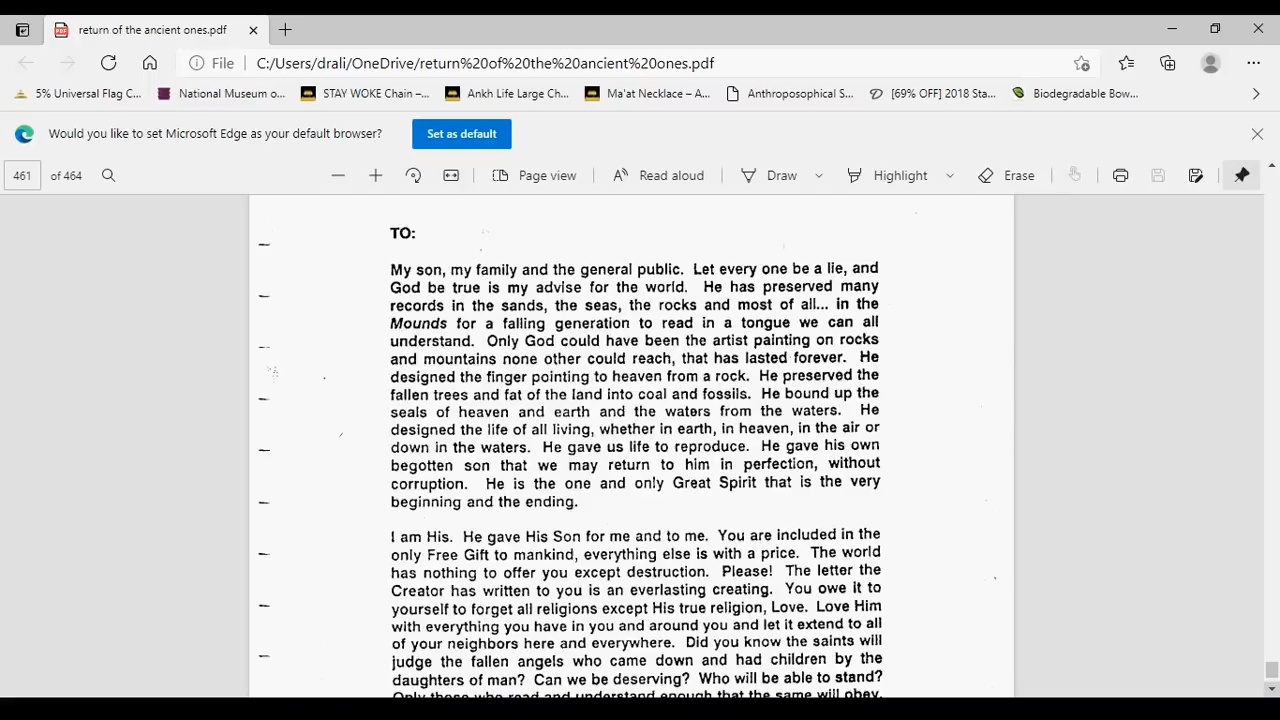 return of the ancient ones.pdf
File C:/Users/drali/OneDrive/return%20of%20the%20ancient%20ones.pdf
5% Universal Flag C... National Museum o... STAY WOKE Chain –... Ankh Life Large Ch... Ma'at Necklace – A... Anthroposophical S... [69% OFF] 2018 Sta... Biodegradable Bow...
Would you like to set Microsoft Edge as your default browser? Set as default
461 of 464 Page view Read aloud Draw Highlight Erase
TO:
My son, my family and the general public. Let every one be a lie, and
God be true is my advise for the world. He has preserved many
records in the sands, the seas, the rocks and most of all... in the
Mounds for a falling generation to read in a tongue we can all
understand. Only God could have been the artist painting on rocks
and mountains none other could reach, that has lasted forever. He
designed the finger pointing to heaven from a rock. He preserved the
fallen trees and fat of the land into coal and fossils. He bound up the
seals of heaven and earth and the waters from the waters. He
designed the life of all living, whether in earth, in heaven, in the air or
down in the waters. He gave us life to reproduce. He gave his own
begotten son that we may return to him in perfection, without
corruption. He is the one and only Great Spirit that is the very
beginning and the ending.
I am His. He gave His Son for me and to me. You are included in the
only Free Gift to mankind, everything else is with a price. The world
has nothing to offer you except destruction. Please! The letter the
Creator has written to you is an everlasting creating. You owe it to
yourself to forget all religions except His true religion, Love. Love Him
with everything you have in you and around you and let it extend to all
of your neighbors here and everywhere. Did you know the saints will
judge the fallen angels who came down and had children by the
daughters of man? Can we be deserving? Who will be able to stand?
Only those who read and understand enough that the same will obey.